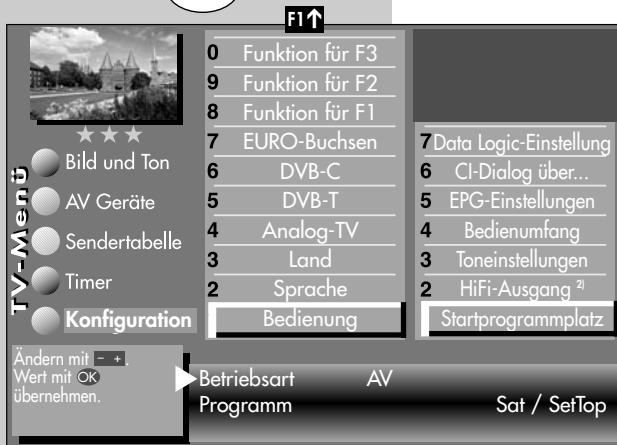 F1↑
TV-Menü
Bild und Ton
AV Geräte
Sendertabelle
Timer
Konfiguration
0 Funktion für F3
9 Funktion für F2
8 Funktion für F1
7 EURO-Buchsen
6 DVB-C
5 DVB-T
4 Analog-TV
3 Land
2 Sprache
Bedienung
7 Data Logic-Einstellung
6 CI-Dialog über...
5 EPG-Einstellungen
4 Bedienumfang
3 Toneinstellungen
2 HiFi-Ausgang 2)
Startprogrammplatz
Ändern mit - +.
Wert mit OK
übernehmen.
Betriebsart AV
Programm Sat / SetTop